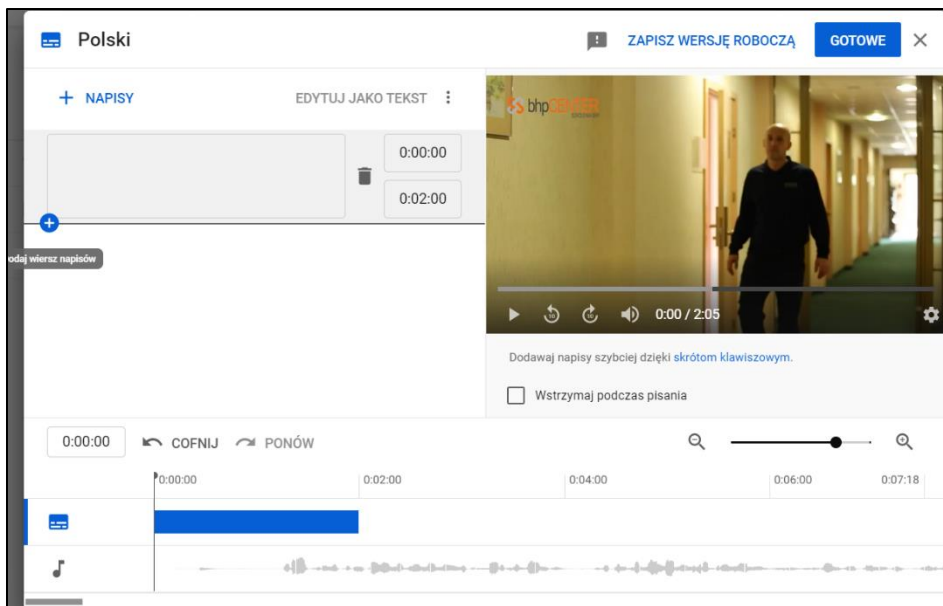 Polski
ZAPISZ WERSJĘ ROBOCZĄ
GOTOWE
+ NAPISY
EDYTUJ JAKO TEKST
0:00:00
0:02:00
odaj wiersz napisów
bhpCENTER
0:00 / 2:05
Dodawaj napisy szybciej dzięki skrótom klawiszowym.
Wstrzymaj podczas pisania
0:00:00
COFNIJ
PONÓW
0:00:00
0:02:00
0:04:00
0:06:00
0:07:18